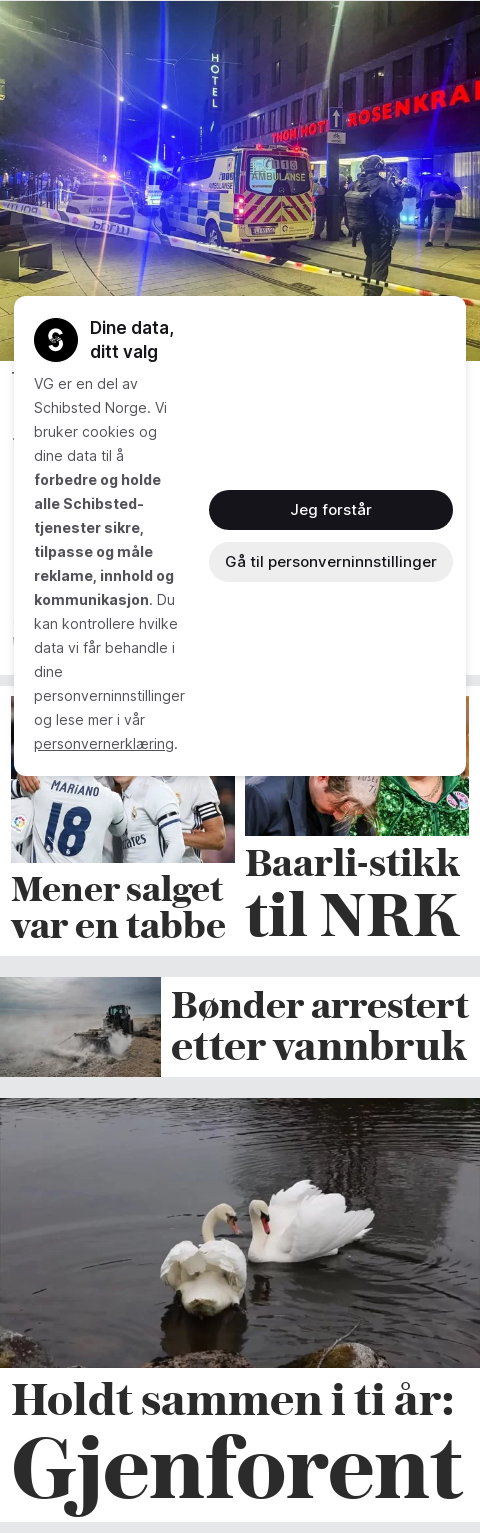 HOTEL
THON HOTEL ROSENKRA
AMBULANSE
POLITI
POLITI
Dine data,
ditt valg
VG er en del av
Schibsted Norge. Vi
bruker cookies og
dine data til å
forbedre og holde
alle Schibsted-
tjenester sikre,
tilpasse og måle
reklame, innhold og
kommunikasjon. Du
kan kontrollere hvilke
data vi får behandle i
dine
personverninnstillinger
og lese mer i vår
personvernerklæring.
Jeg forstår
Gå til personverninnstillinger
MARIANO
18
Mener salget
var en tabbe
Baarli-stikk
til NRK
Bønder arrestert
etter vannbruk
Holdt sammen i ti år:
Gjenforent